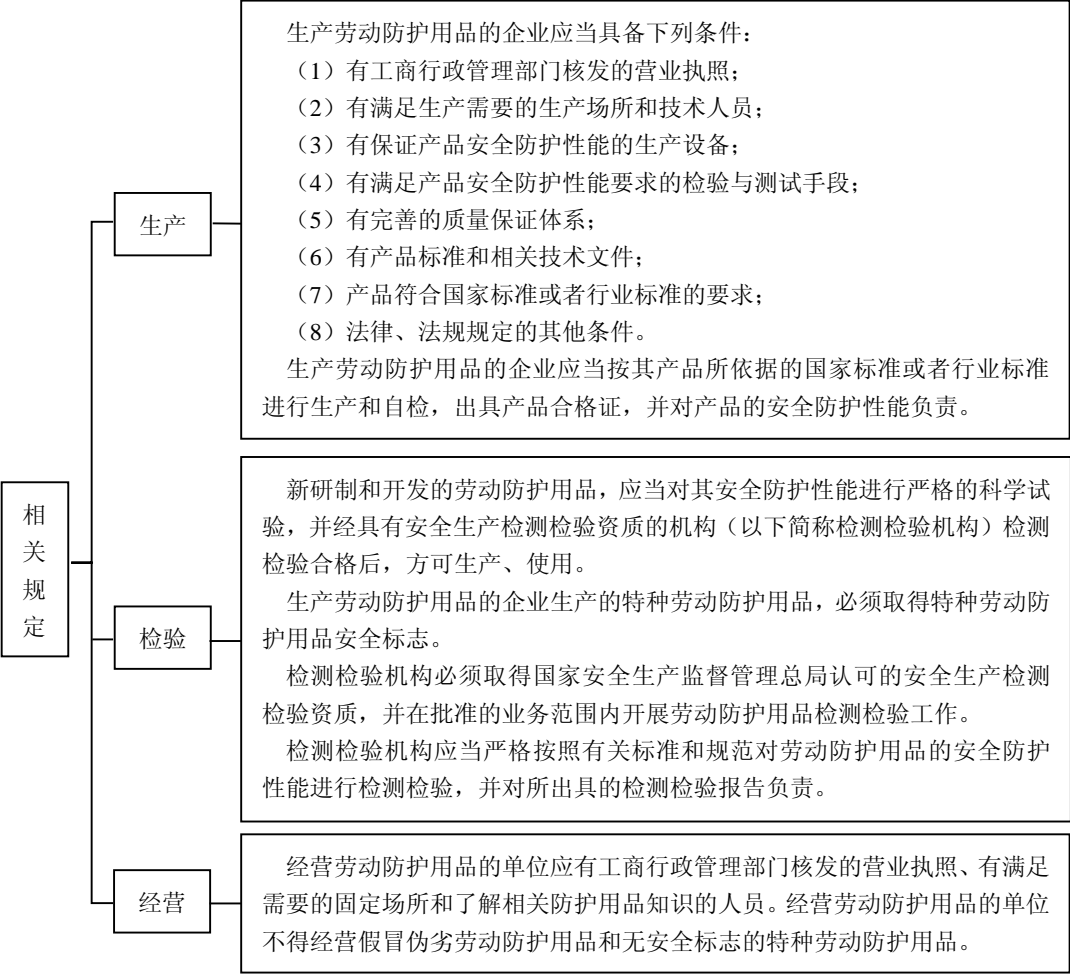 相
关
规
定
生产
生产劳动防护用品的企业应当具备下列条件：
（1）有工商行政管理部门核发的营业执照；
（2）有满足生产需要的生产场所和技术人员；
（3）有保证产品安全防护性能的生产设备；
（4）有满足产品安全防护性能要求的检验与测试手段；
（5）有完善的质量保证体系；
（6）有产品标准和相关技术文件；
（7）产品符合国家标准或者行业标准的要求；
（8）法律、法规规定的其他条件。
生产劳动防护用品的企业应当按其产品所依据的国家标准或者行业标准
进行生产和自检，出具产品合格证，并对产品的安全防护性能负责。
检验
新研制和开发的劳动防护用品，应当对其安全防护性能进行严格的科学试
验，并经具有安全生产检测检验资质的机构（以下简称检测检验机构）检测
检验合格后，方可生产、使用。
生产劳动防护用品的企业生产的特种劳动防护用品，必须取得特种劳动防
护用品安全标志。
检测检验机构必须取得国家安全生产监督管理总局认可的安全生产检测
检验资质，并在批准的业务范围内开展劳动防护用品检测检验工作。
检测检验机构应当严格按照有关标准和规范对劳动防护用品的安全防护
性能进行检测检验，并对所出具的检测检验报告负责。
经营
经营劳动防护用品的单位应有工商行政管理部门核发的营业执照、有满足
需要的固定场所和了解相关防护用品知识的人员。经营劳动防护用品的单位
不得经营假冒伪劣劳动防护用品和无安全标志的特种劳动防护用品。